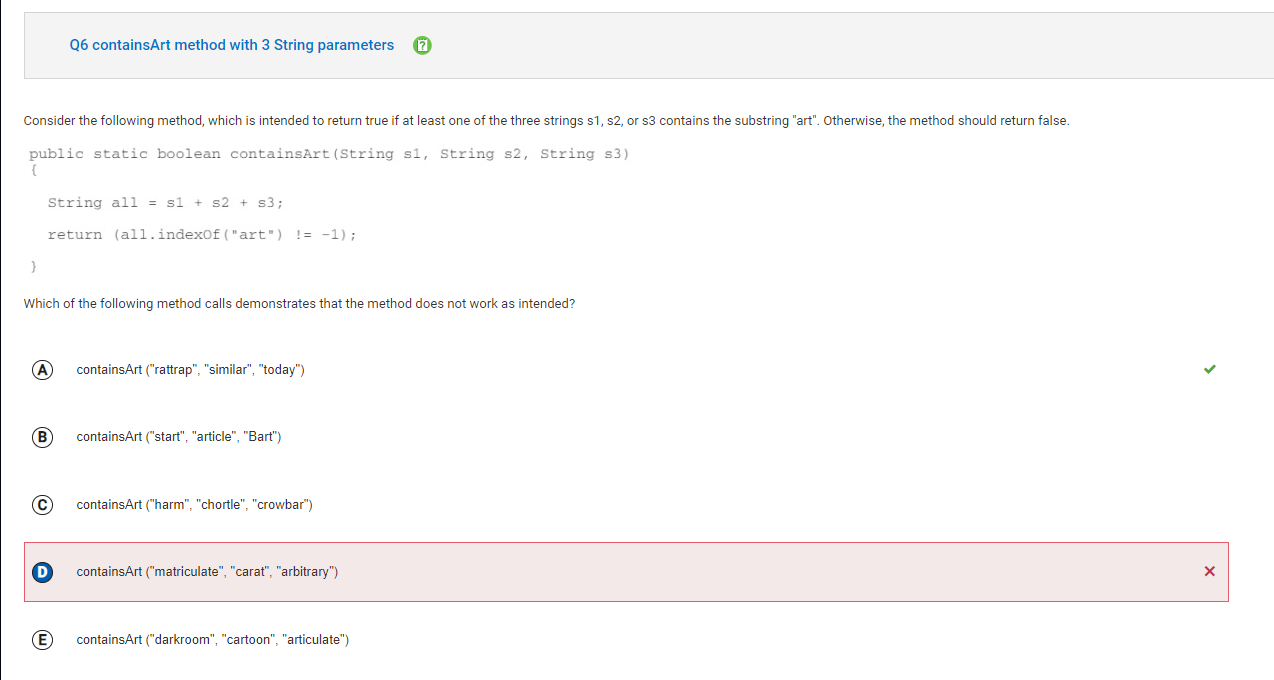 Q6 containsArt method with 3 String parameters
Consider the following method, which is intended to return true if at least one of the three strings s1, s2, or s3 contains the substring "art". Otherwise, the method should return false.
public static boolean containsArt(String s1, String s2, String s3)
{
String all = s1 + s2 + s3;
return (all.indexOf("art") != -1);
}
Which of the following method calls demonstrates that the method does not work as intended?
A containsArt ("rattrap", "similar", "today")
B containsArt ("start", "article", "Bart")
C containsArt ("harm", "chortle", "crowbar")
D containsArt ("matriculate", "carat", "arbitrary")
E containsArt ("darkroom", "cartoon", "articulate")